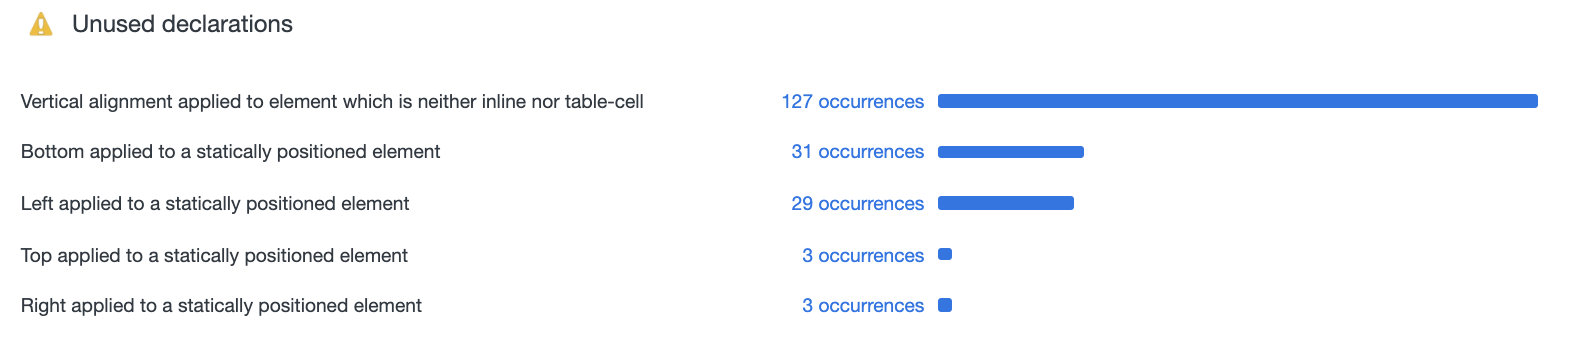 Unused declarations
Vertical alignment applied to element which is neither inline nor table-cell 127 occurrences
Bottom applied to a statically positioned element 31 occurrences
Left applied to a statically positioned element 29 occurrences
Top applied to a statically positioned element 3 occurrences
Right applied to a statically positioned element 3 occurrences